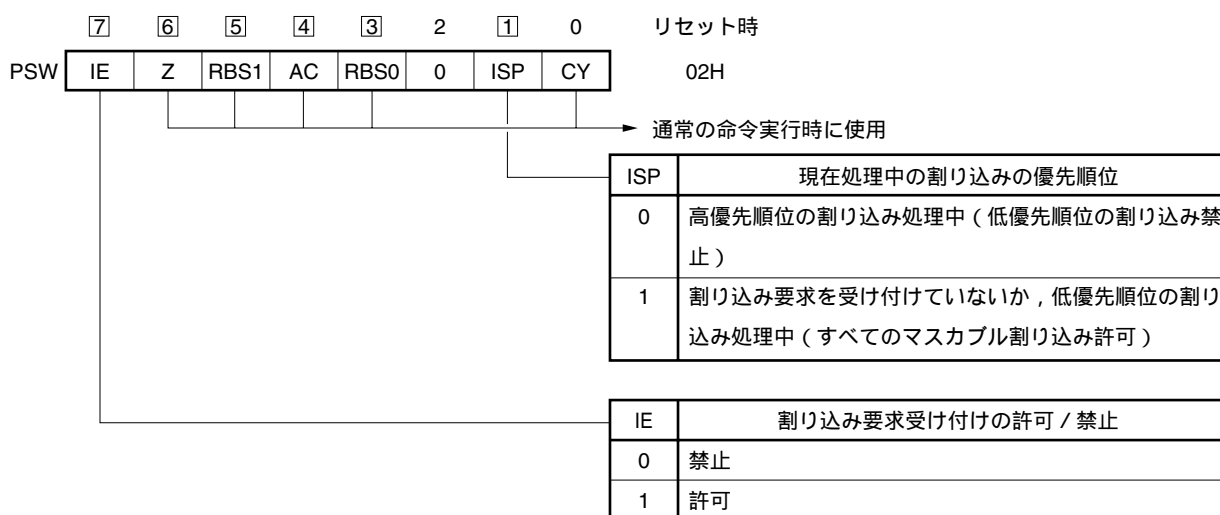 7 6 5 4 3 2 1 0 リセット時
PSW IE Z RBS1 AC RBS0 0 ISP CY 02H
通常の命令実行時に使用
ISP 現在処理中の割り込みの優先順位
0 高優先順位の割り込み処理中（低優先順位の割り込み禁
止）
1 割り込み要求を受け付けていないか，低優先順位の割り
込み処理中（すべてのマスカブル割り込み許可）
IE 割り込み要求受け付けの許可／禁止
0 禁止
1 許可